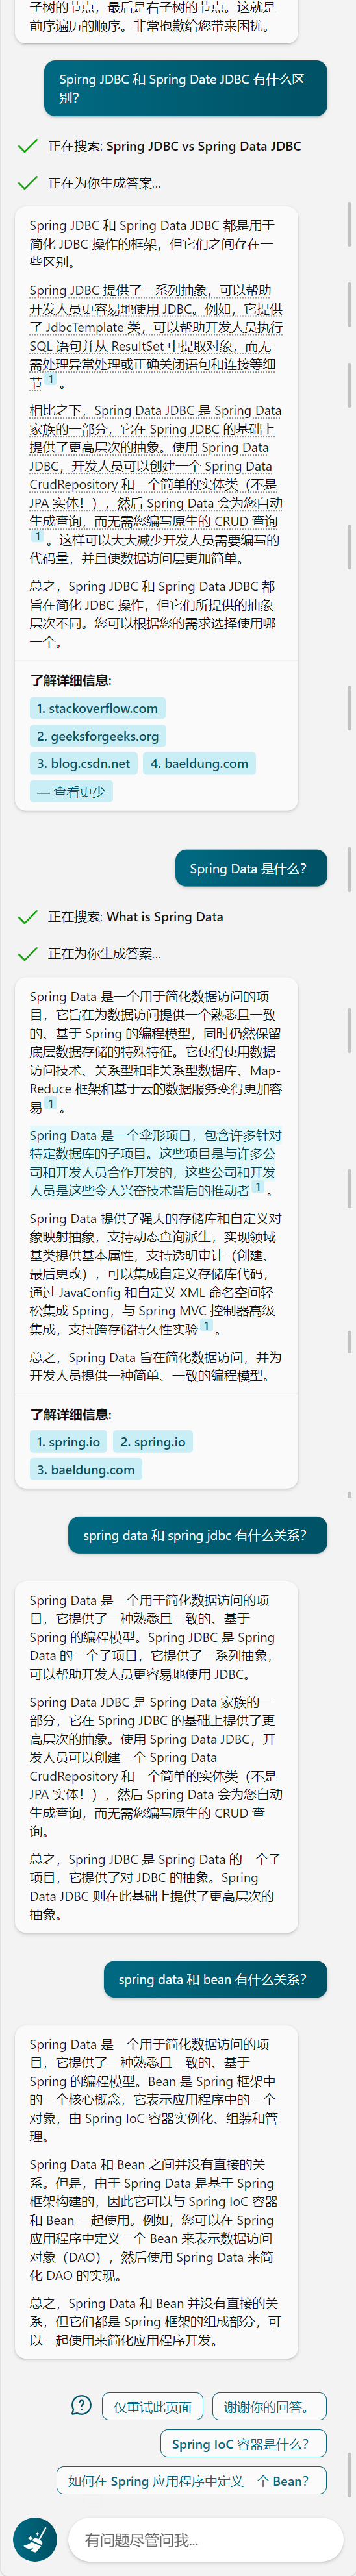 子树的节点，最后是右子树的节点。这就是
前序遍历的顺序。非常抱歉给您带来困扰。
Spirng JDBC 和 Spring Date JDBC 有什么区
别？
正在搜索: Spring JDBC vs Spring Data JDBC
正在为你生成答案...
Spring JDBC 和 Spring Data JDBC 都是用于
简化 JDBC 操作的框架，但它们之间存在一
些区别。
Spring JDBC 提供了一系列抽象，可以帮助
开发人员更容易地使用 JDBC。例如，它提供
了 JdbcTemplate 类，可以帮助开发人员执行
SQL 语句并从 ResultSet 中提取对象，而无
需处理异常处理或正确关闭语句和连接等细
节 1 。
相比之下，Spring Data JDBC 是 Spring Data
家族的一部分，它在 Spring JDBC 的基础上
提供了更高层次的抽象。使用 Spring Data
JDBC，开发人员可以创建一个 Spring Data
CrudRepository 和一个简单的实体类（不是
JPA 实体！），然后 Spring Data 会为您自动
生成查询，而无需您编写原生的 CRUD 查询
1 。这样可以大大减少开发人员需要编写的
代码量，并且使数据访问层更加简单。
总之，Spring JDBC 和 Spring Data JDBC 都
旨在简化 JDBC 操作，但它们所提供的抽象
层次不同。您可以根据您的需求选择使用哪
一个。
了解详细信息:
1. stackoverflow.com
2. geeksforgeeks.org
3. blog.csdn.net 4. baeldung.com
— 查看更少
Spring Data 是什么？
正在搜索: What is Spring Data
正在为你生成答案...
Spring Data 是一个用于简化数据访问的项
目，它旨在为数据访问提供一个熟悉且一致
的、基于 Spring 的编程模型，同时仍然保留
底层数据存储的特殊特征。它使得使用数据
访问技术、关系型和非关系型数据库、Map-
Reduce 框架和基于云的数据服务变得更加容
易 1 。
Spring Data 是一个伞形项目，包含许多针对
特定数据库的子项目。这些项目是与许多公
司和开发人员合作开发的，这些公司和开发
人员是这些令人兴奋技术背后的推动者 1 。
Spring Data 提供了强大的存储库和自定义对
象映射抽象，支持动态查询派生，实现领域
基类提供基本属性，支持透明审计（创建、
最后更改），可以集成自定义存储库代码，
通过 JavaConfig 和自定义 XML 命名空间轻
松集成 Spring，与 Spring MVC 控制器高级
集成，支持跨存储持久性实验 1 。
总之，Spring Data 旨在简化数据访问，并为
开发人员提供一种简单、一致的编程模型。
了解详细信息:
1. spring.io 2. spring.io
3. baeldung.com
spring data 和 spring jdbc 有什么关系？
Spring Data 是一个用于简化数据访问的项
目，它提供了一种熟悉且一致的、基于
Spring 的编程模型。Spring JDBC 是 Spring
Data 的一个子项目，它提供了一系列抽象，
可以帮助开发人员更容易地使用 JDBC。
Spring Data JDBC 是 Spring Data 家族的一
部分，它在 Spring JDBC 的基础上提供了更
高层次的抽象。使用 Spring Data JDBC，开
发人员可以创建一个 Spring Data
CrudRepository 和一个简单的实体类（不是
JPA 实体！），然后 Spring Data 会为您自动
生成查询，而无需您编写原生的 CRUD 查
询。
总之，Spring JDBC 是 Spring Data 的一个子
项目，它提供了对 JDBC 的抽象。Spring
Data JDBC 则在此基础上提供了更高层次的
抽象。
spring data 和 bean 有什么关系？
Spring Data 是一个用于简化数据访问的项
目，它提供了一种熟悉且一致的、基于
Spring 的编程模型。Bean 是 Spring 框架中
的一个核心概念，它表示应用程序中的一个
对象，由 Spring IoC 容器实例化、组装和管
理。
Spring Data 和 Bean 之间并没有直接的关
系。但是，由于 Spring Data 是基于 Spring
框架构建的，因此它可以与 Spring IoC 容器
和 Bean 一起使用。例如，您可以在 Spring
应用程序中定义一个 Bean 来表示数据访问
对象（DAO），然后使用 Spring Data 来简
化 DAO 的实现。
总之，Spring Data 和 Bean 并没有直接的关
系，但它们都是 Spring 框架的组成部分，可
以一起使用来简化应用程序开发。
仅重试此页面 谢谢你的回答。
Spring IoC 容器是什么？
如何在 Spring 应用程序中定义一个 Bean？
有问题尽管问我...